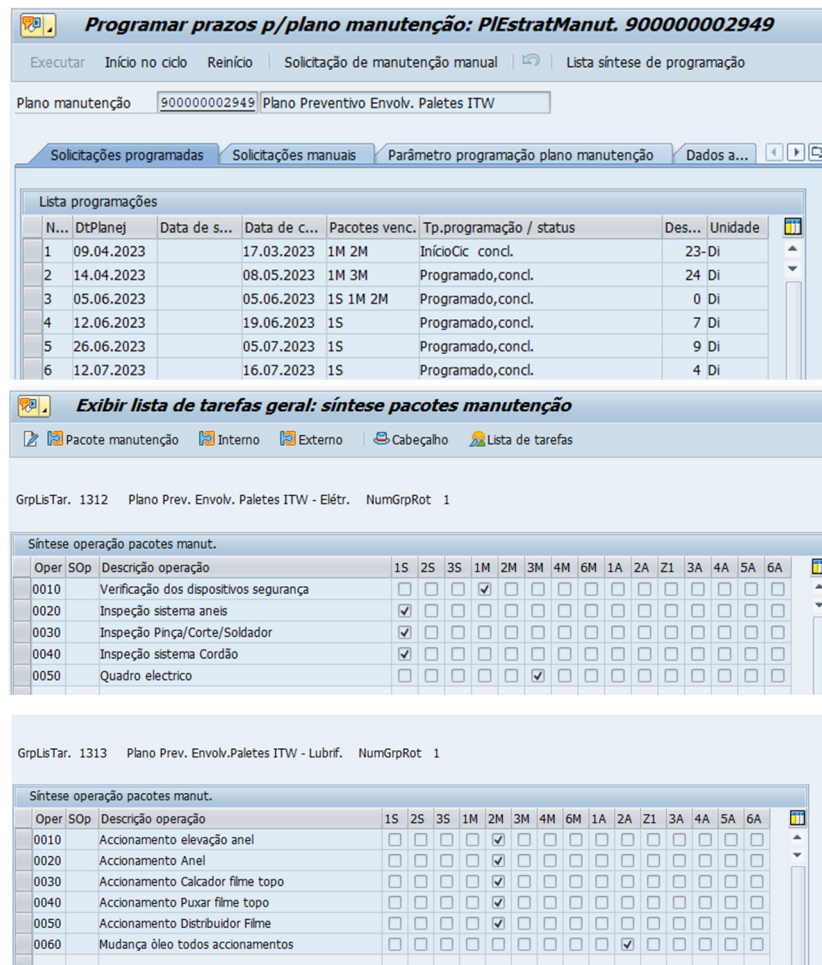 Programar prazos p/plano manutenção: PlEstratManut. 900000002949
Executar Início no ciclo Reinício Solicitação de manutenção manual Lista síntese de programação
Plano manutenção 900000002949 Plano Preventivo Envolv. Paletes ITW
Solicitações programadas Solicitações manuais Parâmetro programação plano manutenção Dados a...
Lista programações
N... DtPlanej Data de s... Data de c... Pacotes venc. Tp.programação / status Des... Unidade
1 09.04.2023 17.03.2023 1M 2M InícioCic concl. 23- Di
2 14.04.2023 08.05.2023 1M 3M Programado,concl. 24 Di
3 05.06.2023 05.06.2023 1S 1M 2M Programado,concl. 0 Di
4 12.06.2023 19.06.2023 1S Programado,concl. 7 Di
5 26.06.2023 05.07.2023 1S Programado,concl. 9 Di
6 12.07.2023 16.07.2023 1S Programado,concl. 4 Di
Exibir lista de tarefas geral: síntese pacotes manutenção
Pacote manutenção Interno Externo Cabeçalho Lista de tarefas
GrpLisTar. 1312 Plano Prev. Envolv. Paletes ITW - Elétr. NumGrpRot 1
Síntese operação pacotes manut.
Oper SOp Descrição operação 1S 2S 3S 1M 2M 3M 4M 6M 1A 2A Z1 3A 4A 5A 6A
0010 Verificação dos dispositivos segurança
0020 Inspeção sistema aneis
0030 Inspeção Pinça/Corte/Soldador
0040 Inspeção sistema Cordão
0050 Quadro electrico
GrpLisTar. 1313 Plano Prev. Envolv.Paletes ITW - Lubrif. NumGrpRot 1
Síntese operação pacotes manut.
Oper SOp Descrição operação 1S 2S 3S 1M 2M 3M 4M 6M 1A 2A Z1 3A 4A 5A 6A
0010 Accionamento elevação anel
0020 Accionamento Anel
0030 Accionamento Calcador filme topo
0040 Accionamento Puxar filme topo
0050 Accionamento Distribuidor Filme
0060 Mudança òleo todos accionamentos